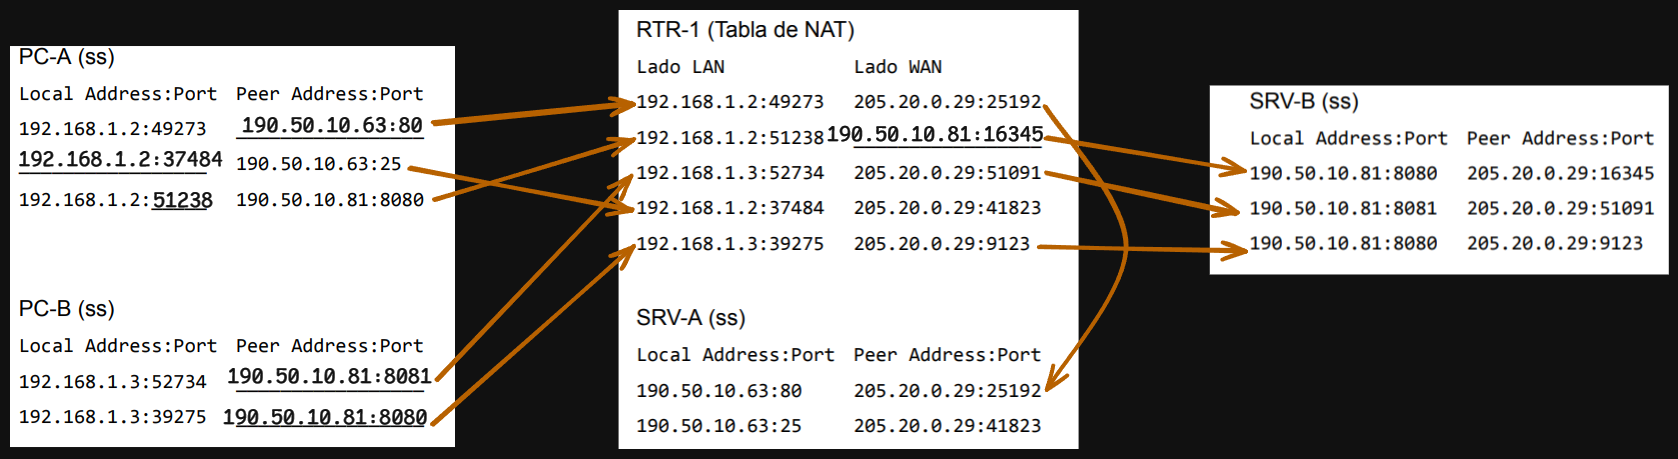 PC-A (ss)
Local Address:Port Peer Address:Port
192.168.1.2:49273 190.50.10.63:80
192.168.1.2:37484 190.50.10.63:25
192.168.1.2:51238 190.50.10.81:8080
PC-B (ss)
Local Address:Port Peer Address:Port
192.168.1.3:52734 190.50.10.81:8081
192.168.1.3:39275 190.50.10.81:8080
RTR-1 (Tabla de NAT)
Lado LAN Lado WAN
192.168.1.2:49273 205.20.0.29:25192
192.168.1.2:51238 190.50.10.81:16345
192.168.1.3:52734 205.20.0.29:51091
192.168.1.2:37484 205.20.0.29:41823
192.168.1.3:39275 205.20.0.29:9123
SRV-A (ss)
Local Address:Port Peer Address:Port
190.50.10.63:80 205.20.0.29:25192
190.50.10.63:25 205.20.0.29:41823
SRV-B (ss)
Local Address:Port Peer Address:Port
190.50.10.81:8080 205.20.0.29:16345
190.50.10.81:8081 205.20.0.29:51091
190.50.10.81:8080 205.20.0.29:9123